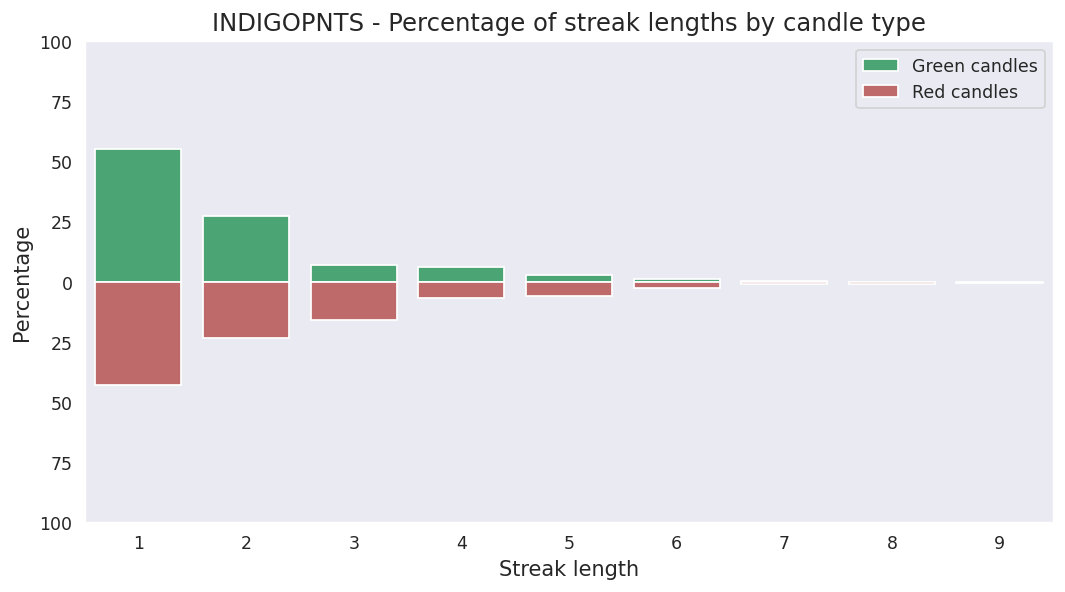 INDIGOPNTS - Percentage of streak lengths by candle type
Green candles
Red candles
Percentage
100
75
50
25
0
25
50
75
100
1 2 3 4 5 6 7 8 9
Streak length